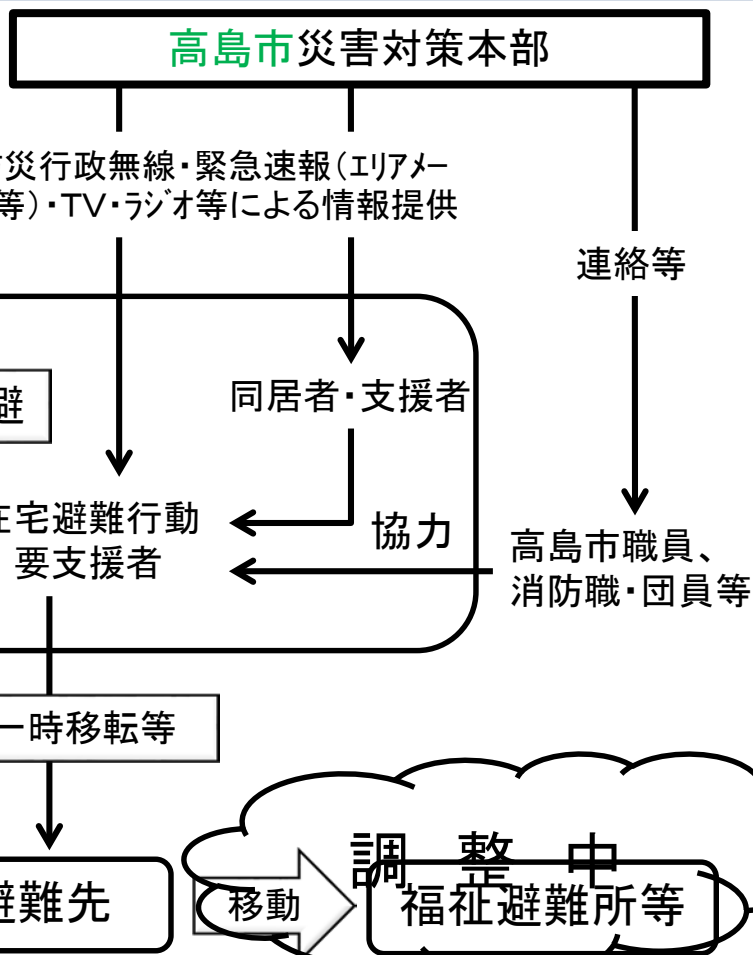 高島市災害対策本部
災行政無線・緊急速報（エリアメー
等）・TV・ラジオ等による情報提供
連絡等
避
同居者・支援者
在宅避難行動
要支援者
協力
高島市職員、
消防職・団員等
一時移転等
調 整 中
避難先
移動
福祉避難所等